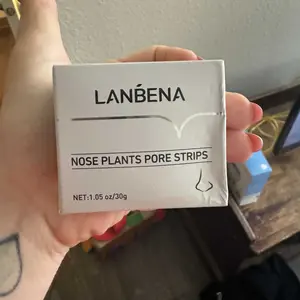 LANBENA
NOSE PLANTS PORE STRIPS
NET:1.05 oz/30g